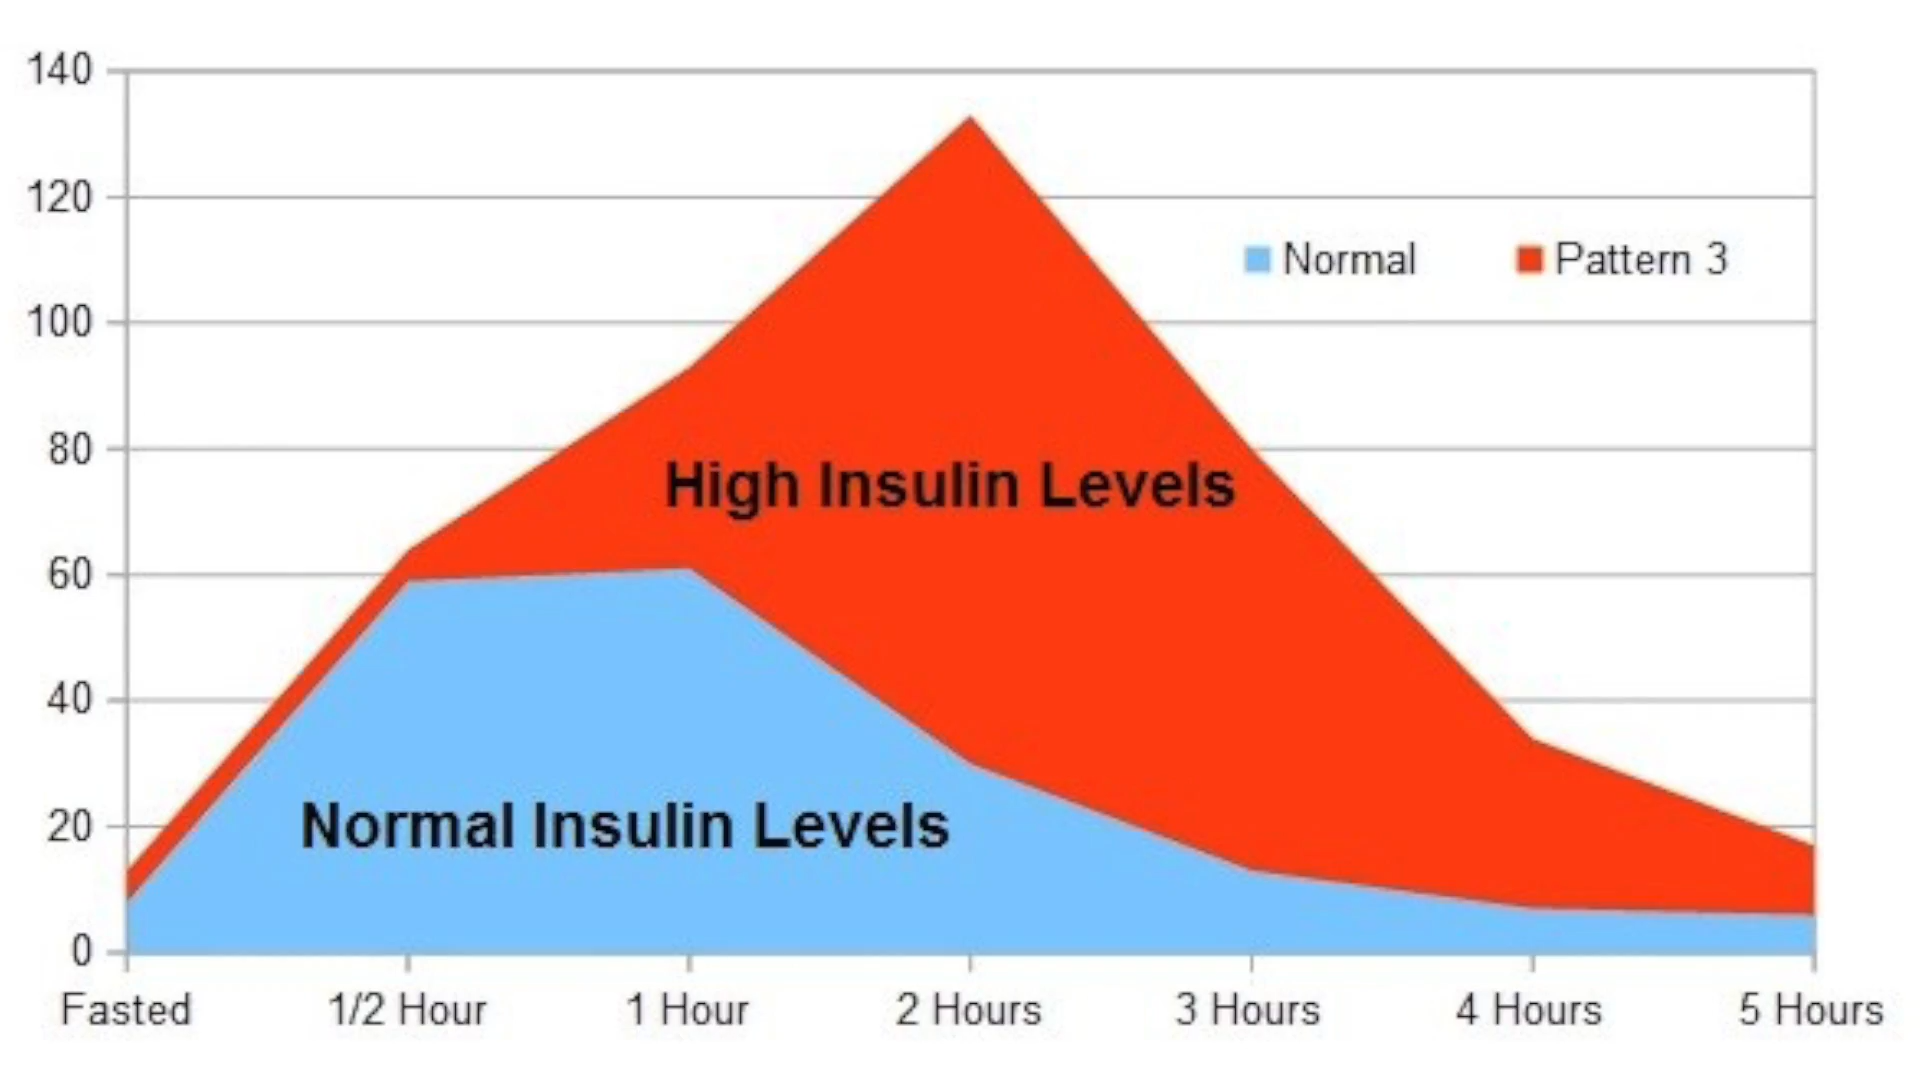 140
120
Normal Pattern 3
100
80
High Insulin Levels
60
40
Normal Insulin Levels
20
0
Fasted 1/2 Hour 1 Hour 2 Hours 3 Hours 4 Hours 5 Hours